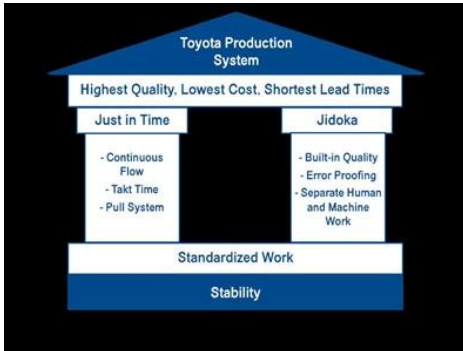 Toyota Production
System
Highest Quality, Lowest Cost, Shortest Lead Times
Just in Time
- Continuous
Flow
- Takt Time
- Pull System
Jidoka
- Built-in Quality
- Error Proofing
- Separate Human
and Machine
Work
Standardized Work
Stability